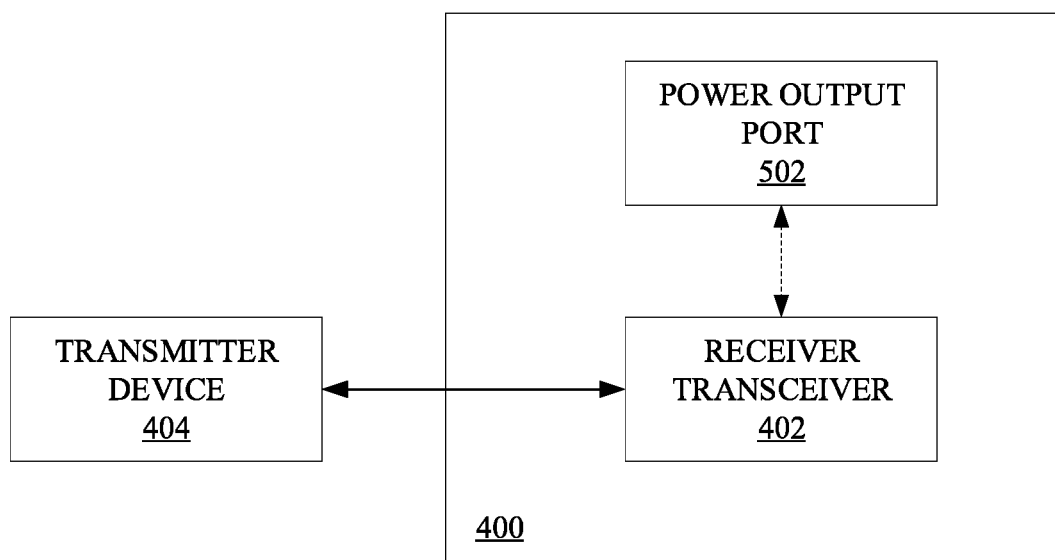 POWER OUTPUT
PORT
502
TRANSMITTER
DEVICE
404
RECEIVER
TRANSCEIVER
402
400